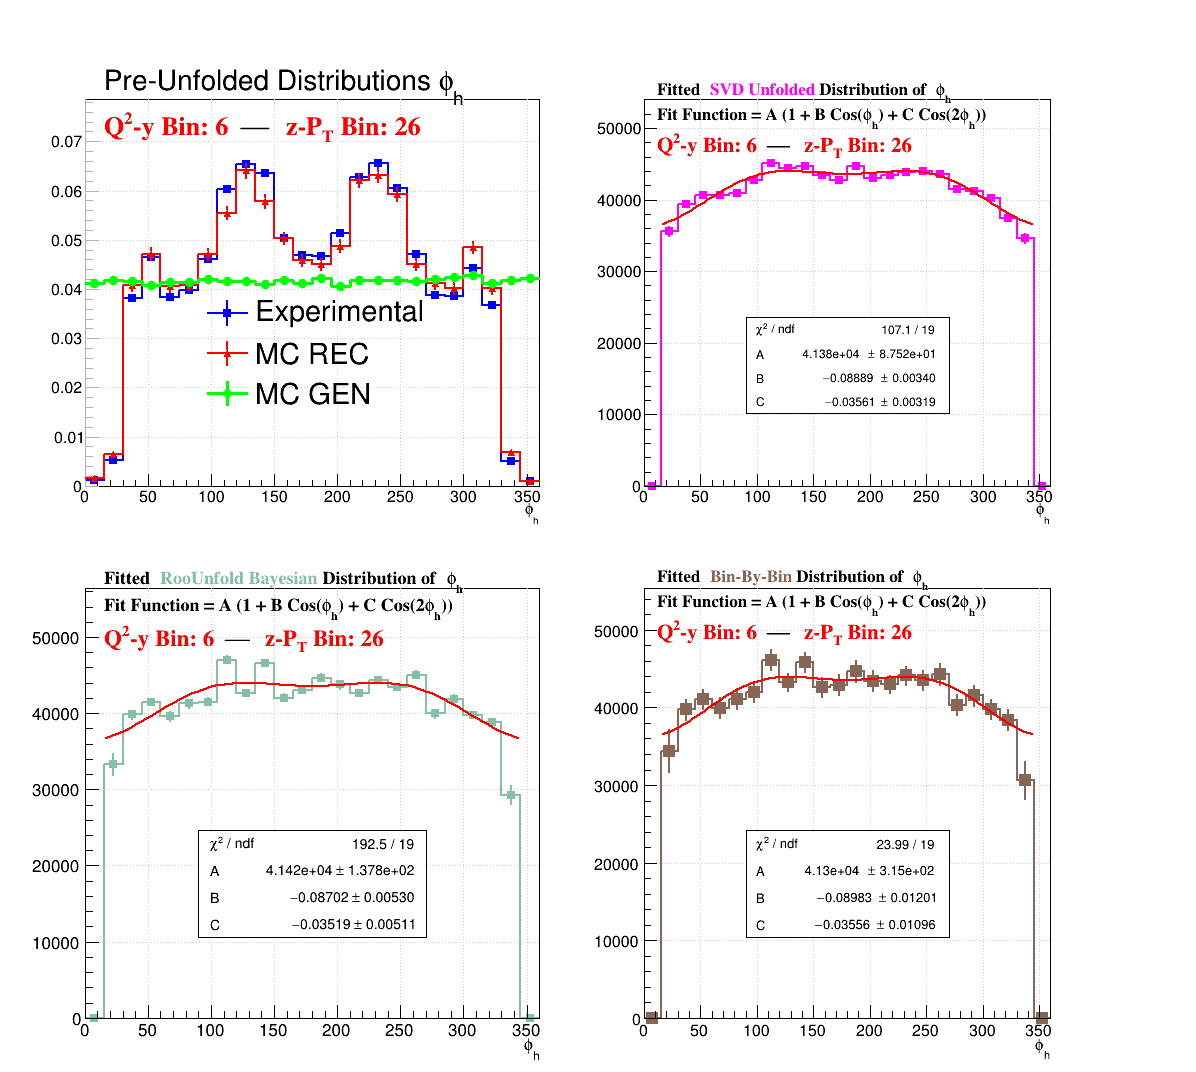 Pre-Unfolded Distributions ϕh
Q²-y Bin: 6 — z-PT Bin: 26
0.07
0.06
0.05
0.04
0.03
0.02
0.01
0
Experimental
MC REC
MC GEN
0 50 100 150 200 250 300 350
ϕh
Fitted SVD Unfolded Distribution of ϕh
Fit Function = A (1 + B Cos(ϕh) + C Cos(2ϕh))
Q²-y Bin: 6 — z-PT Bin: 26
50000
40000
30000
20000
10000
0
χ² / ndf 107.1 / 19
A 4.138e+04 ± 8.752e+01
B −0.08889 ± 0.00340
C −0.03561 ± 0.00319
0 50 100 150 200 250 300 350
ϕh
Fitted RooUnfold Bayesian Distribution of ϕh
Fit Function = A (1 + B Cos(ϕh) + C Cos(2ϕh))
Q²-y Bin: 6 — z-PT Bin: 26
50000
40000
30000
20000
10000
0
χ² / ndf 192.5 / 19
A 4.142e+04 ± 1.378e+02
B −0.08702 ± 0.00530
C −0.03519 ± 0.00511
0 50 100 150 200 250 300 350
ϕh
Fitted Bin-By-Bin Distribution of ϕh
Fit Function = A (1 + B Cos(ϕh) + C Cos(2ϕh))
Q²-y Bin: 6 — z-PT Bin: 26
50000
40000
30000
20000
10000
0
χ² / ndf 23.99 / 19
A 4.13e+04 ± 3.15e+02
B −0.08983 ± 0.01201
C −0.03556 ± 0.01096
0 50 100 150 200 250 300 350
ϕh